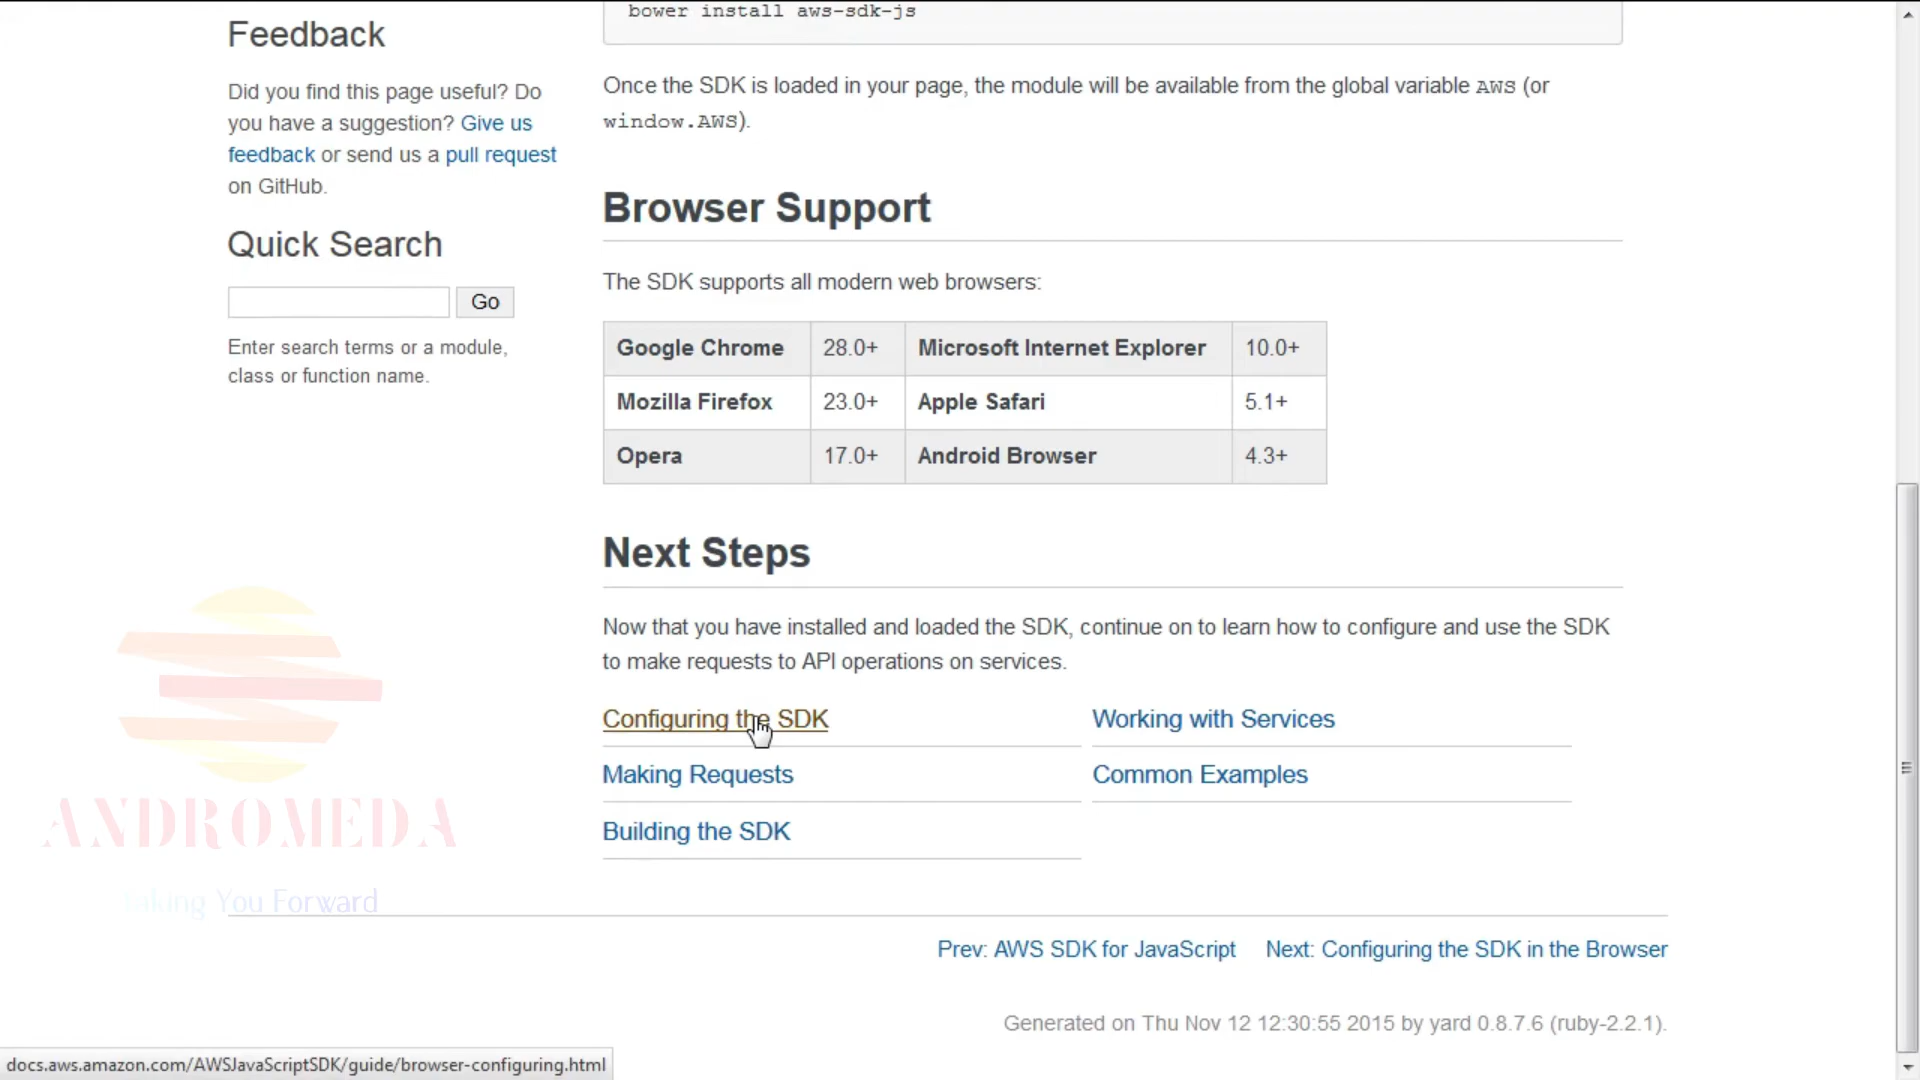 Feedback
Did you find this page useful? Do
you have a suggestion? Give us
feedback or send us a pull request
on GitHub.
Quick Search
Go
Enter search terms or a module,
class or function name.
bower install aws-sdk-js
Once the SDK is loaded in your page, the module will be available from the global variable AWS (or
window.AWS).
Browser Support
The SDK supports all modern web browsers:
Google Chrome 28.0+ Microsoft Internet Explorer 10.0+
Mozilla Firefox 23.0+ Apple Safari 5.1+
Opera 17.0+ Android Browser 4.3+
Next Steps
Now that you have installed and loaded the SDK, continue on to learn how to configure and use the SDK
to make requests to API operations on services.
Configuring the SDK Working with Services
Making Requests Common Examples
Building the SDK
ANDROMEDA
Taking You Forward
Prev: AWS SDK for JavaScript Next: Configuring the SDK in the Browser
Generated on Thu Nov 12 12:30:55 2015 by yard 0.8.7.6 (ruby-2.2.1).
docs.aws.amazon.com/AWSJavaScriptSDK/guide/browser-configuring.html